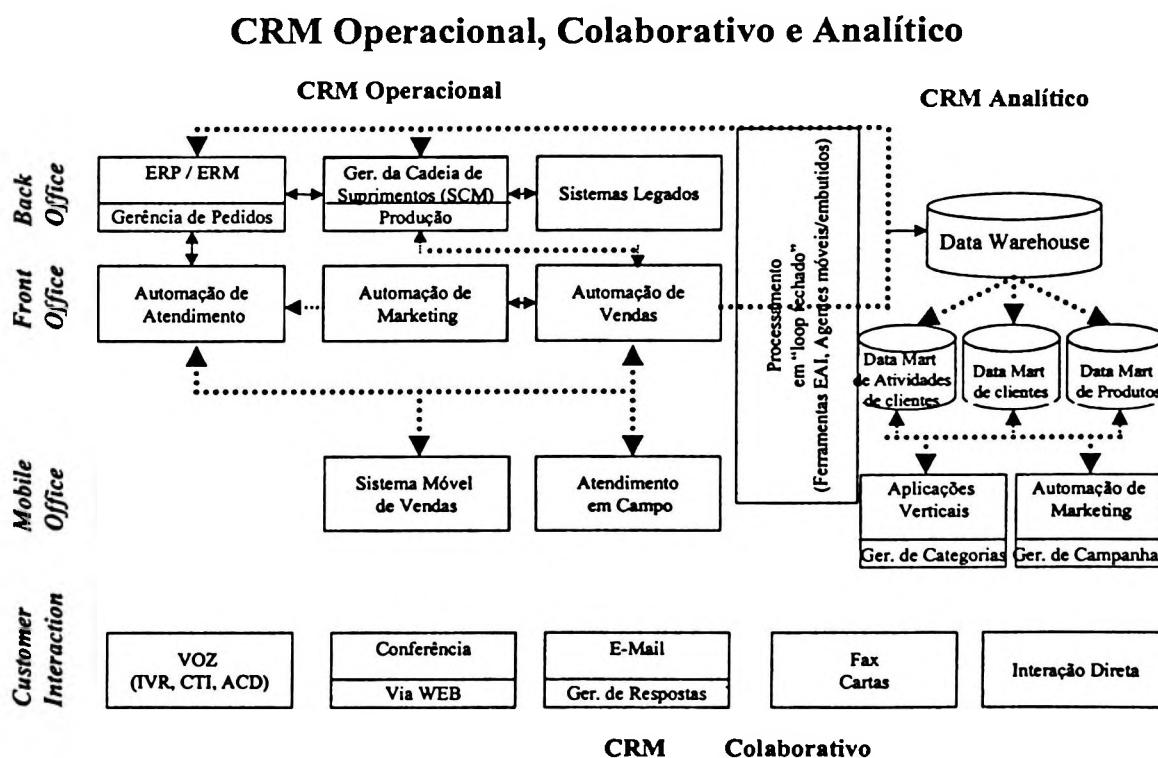 CRM Operacional, Colaborativo e Analítico
CRM Operacional
CRM Analítico
Back
Office
ERP / ERM
Gerência de Pedidos
Ger. da Cadeia de
Suprimentos (SCM)
Produção
Sistemas Legados
Processamento
em "loop fechado"
(Ferramentas EAI, Agentes móveis/embutidos)
Data Warehouse
Front
Office
Automação de
Atendimento
Automação de
Marketing
Automação de
Vendas
Data Mart
de Atividades
de clientes
Data Mart
de clientes
Data Mart
de Produtos
Mobile
Office
Sistema Móvel
de Vendas
Atendimento
em Campo
Aplicações
Verticais
Ger. de Categorias
Automação de
Marketing
Ger. de Campanha
Customer
Interaction
VOZ
(IVR, CTI, ACD)
Conferência
Via WEB
E-Mail
Ger. de Respostas
Fax
Cartas
Interação Direta
CRM Colaborativo